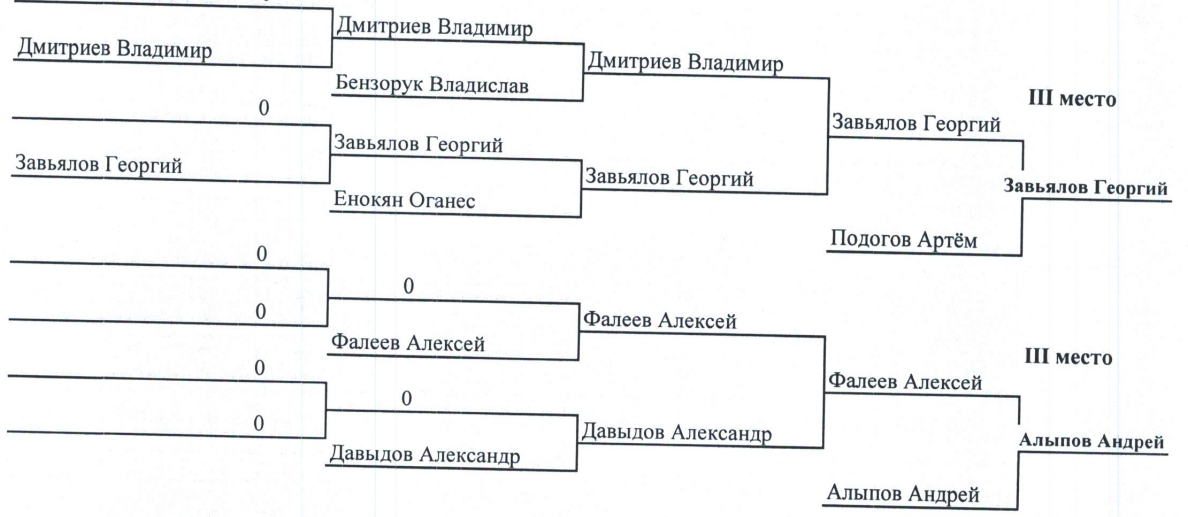 Дмитриев Владимир
Дмитриев Владимир
Бензорук Владислав
Дмитриев Владимир
0
Завьялов Георгий
Завьялов Георгий
Енокян Оганес
Завьялов Георгий
Завьялов Георгий
III место
Завьялов Георгий
Подогов Артём
0
0
0
Фалеев Алексей
Фалеев Алексей
0
0
0
Давыдов Александр
Давыдов Александр
Фалеев Алексей
III место
Алыпов Андрей
Алыпов Андрей